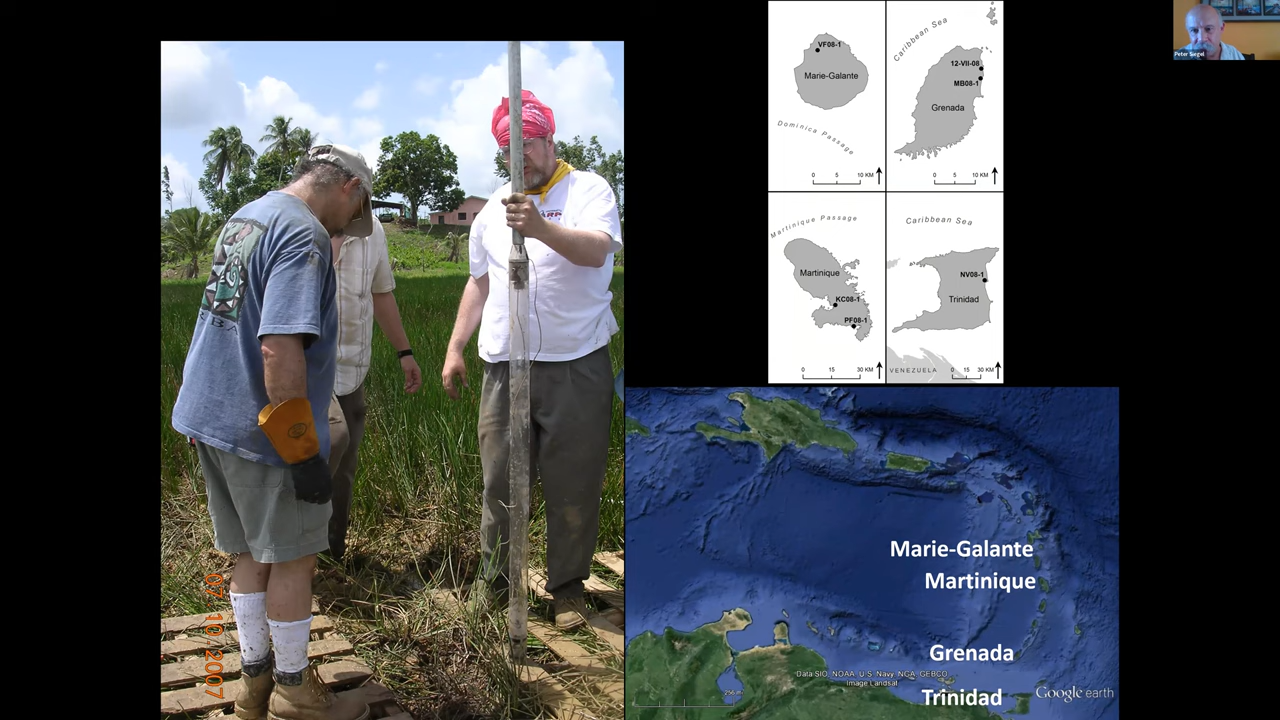 VF08-1
Marie-Galante
Dominica Passage
0 5 10 KM
Caribbean Sea
12-VII-08
MB08-1
Grenada
0 5 10 KM
Martinique Passage
Martinique
KC08-1
PF08-1
0 15 30 KM
Caribbean Sea
NV08-1
Trinidad
VENEZUELA
0 15 30 KM
Peter Siegel
07 10 2007
Marie-Galante
Martinique
Grenada
Data SIO, NOAA, U.S. Navy, NGA, GEBCO
Image Landsat
Trinidad
256 mi
Google earth